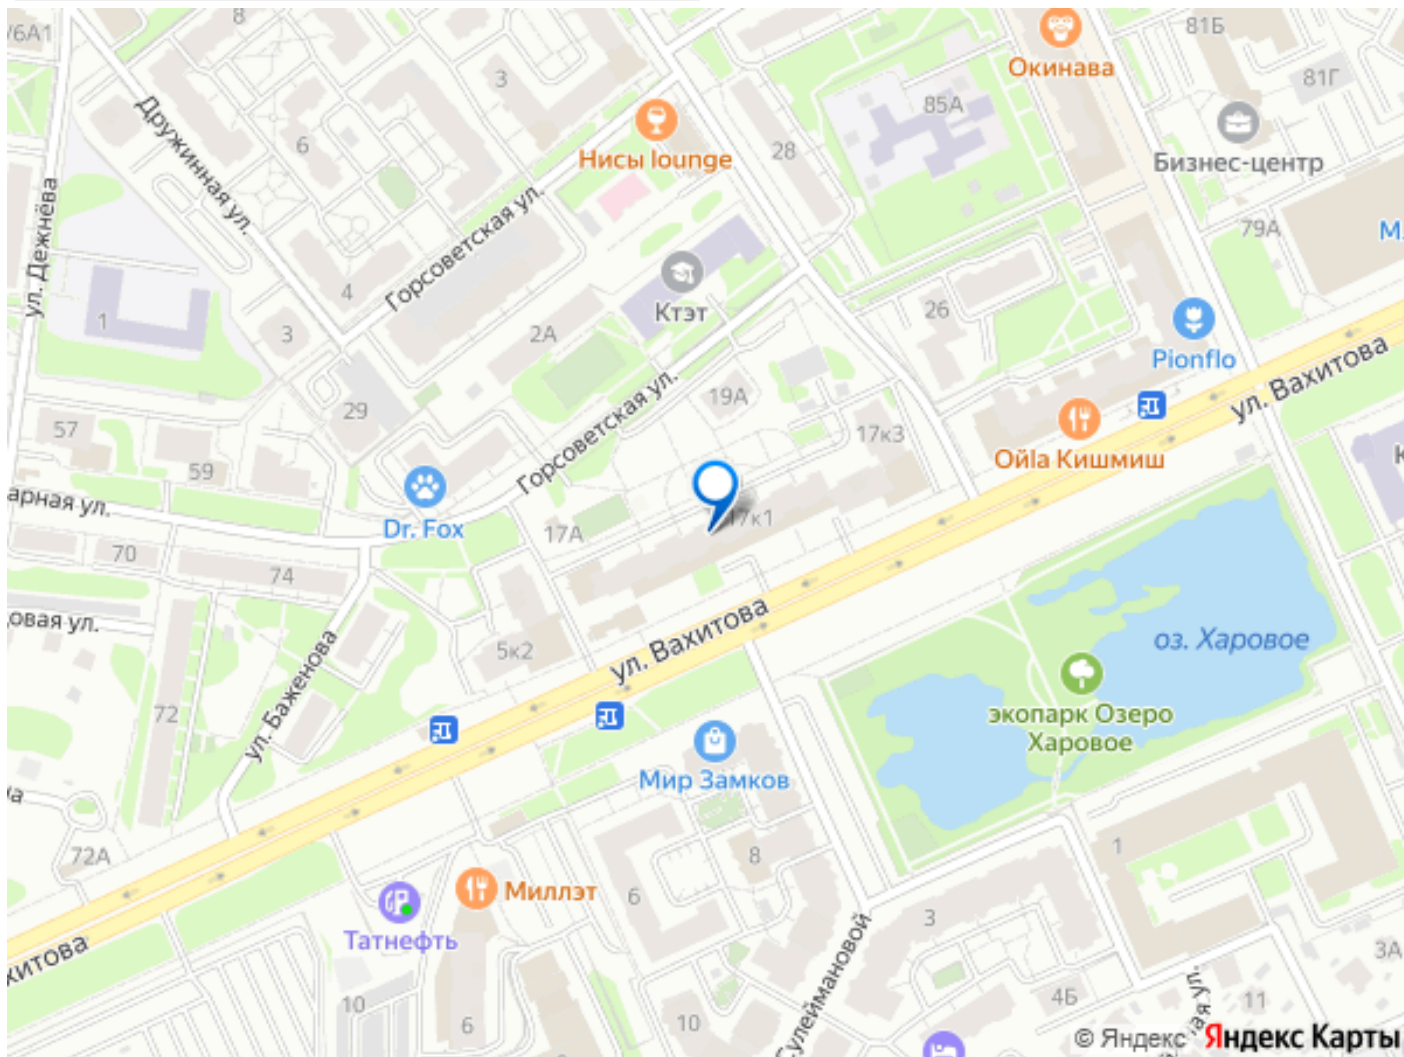 /6А1
8
3
6
Дружинная ул.
ул. Дежнёва
Нисы lounge
28
Окинава
85А
81Б
81Г
Бизнес-центр
79А
М.
Горсоветская ул.
Ктэт
4
3
1
2А
26
Pionflo
ул. Вахитова
29
Горсоветская ул.
19А
17к3
Ойlа Кишмиш
57
59
арная ул.
Dr. Fox
17А
17к1
70
74
овая ул.
ул. Баженова
5к2
ул. Вахитова
оз. Харовое
экопарк Озеро
Харовое
72
Мир Замков
72А
8
6
1
Миллэт
Татнефть
хитова
3
3А
Сулеймановой
10
6
10
4Б
11
ая ул.
© Яндекс Яндекс Карты